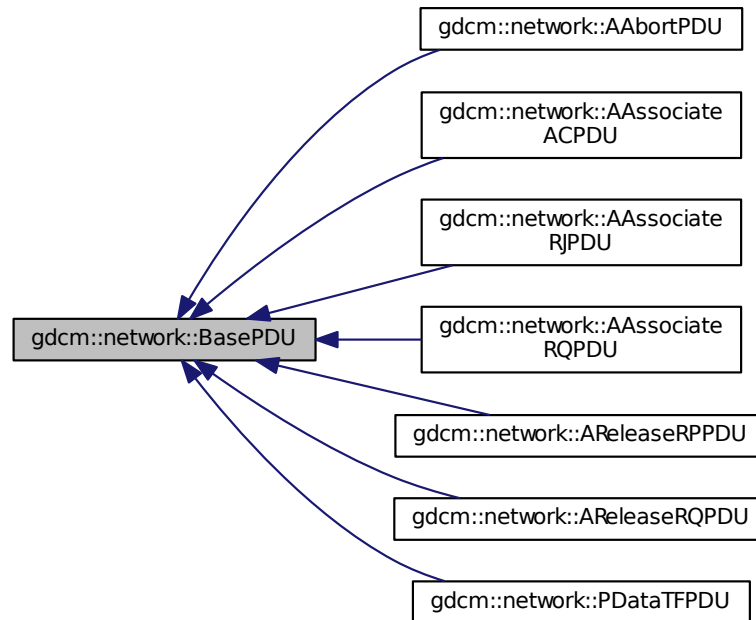 gdcm::network::AAbortPDU
gdcm::network::AAssociate
ACPDU
gdcm::network::AAssociate
RJPDU
gdcm::network::BasePDU
gdcm::network::AAssociate
RQPDU
gdcm::network::AReleaseRPPDU
gdcm::network::AReleaseRQPDU
gdcm::network::PDataTFPDU